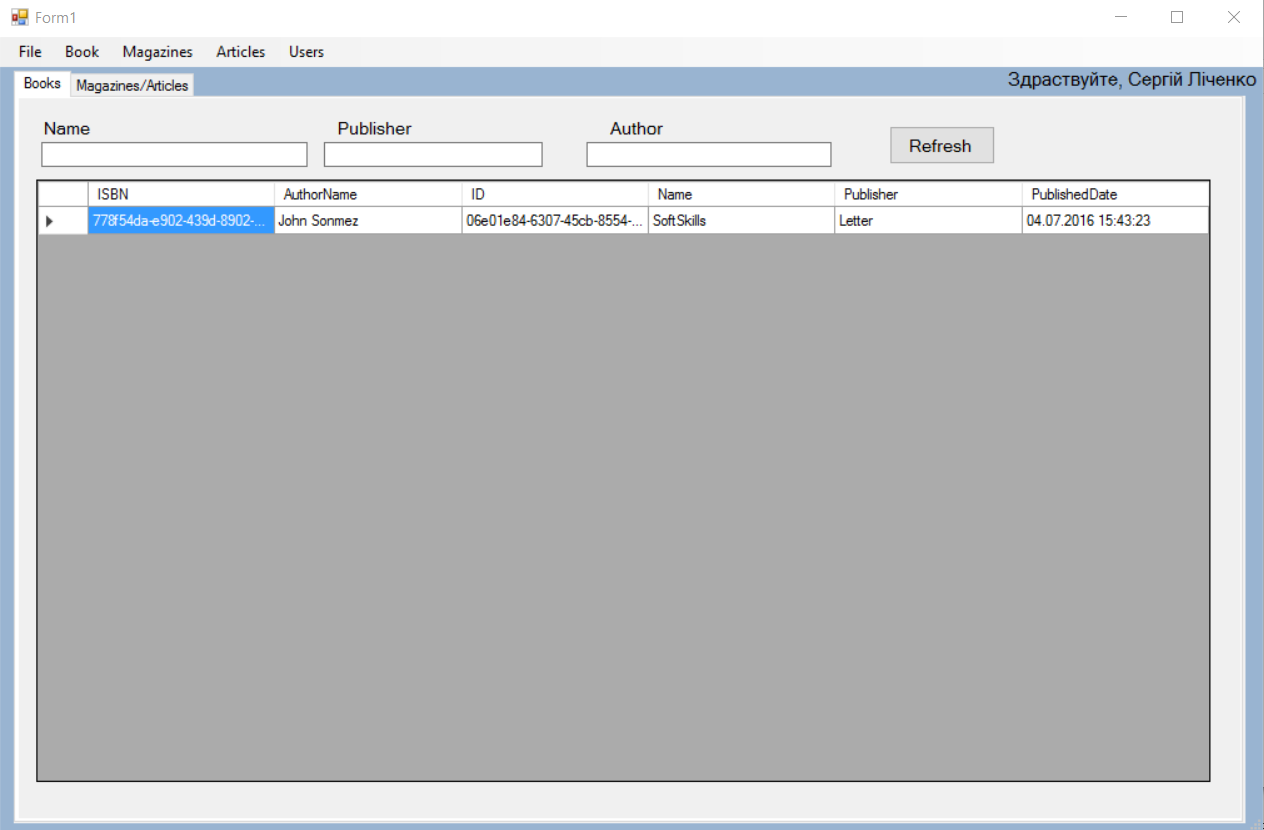 Form1
File Book Magazines Articles Users
Books Magazines/Articles Здраствуйте, Сергій Ліченко
Name Publisher Author
Refresh
ISBN AuthorName ID Name Publisher PublishedDate
778f54da-e902-439d-8902-... John Sonmez 06e01e84-6307-45cb-8554-... SoftSkills Letter 04.07.2016 15:43:23